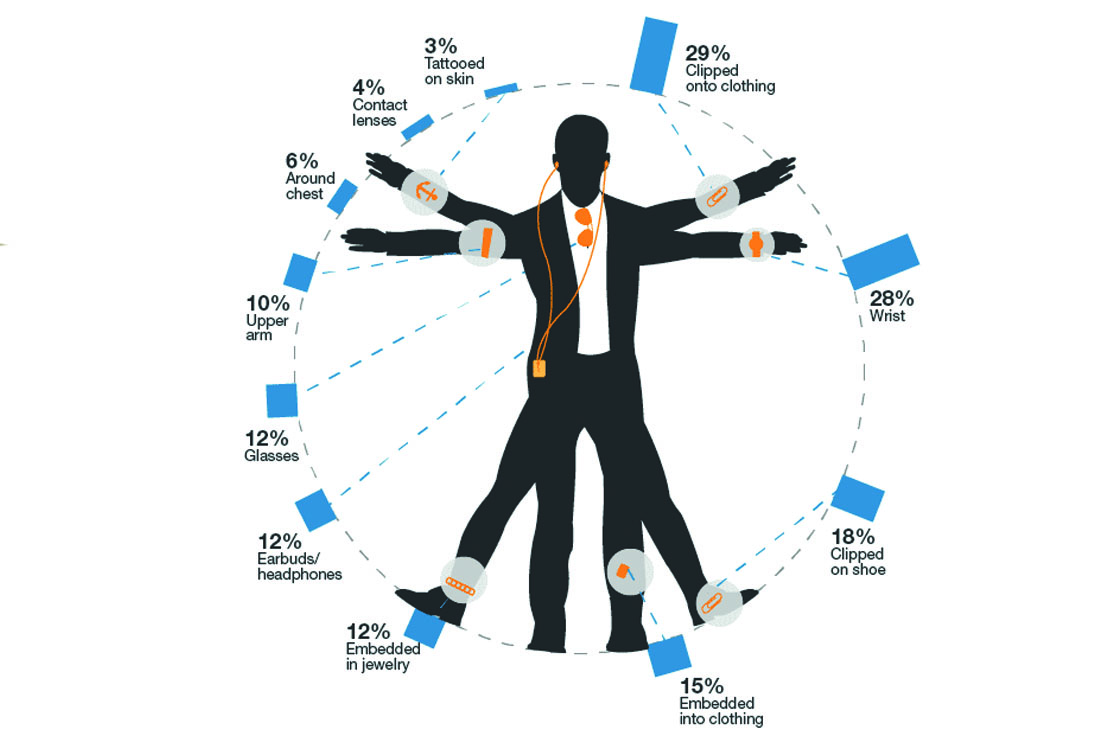 3%
Tattooed
on skin
29%
Clipped
onto clothing
4%
Contact
lenses
6%
Around
chest
10%
Upper
arm
28%
Wrist
12%
Glasses
12%
Earbuds/
headphones
18%
Clipped
on shoe
12%
Embedded
in jewelry
15%
Embedded
into clothing